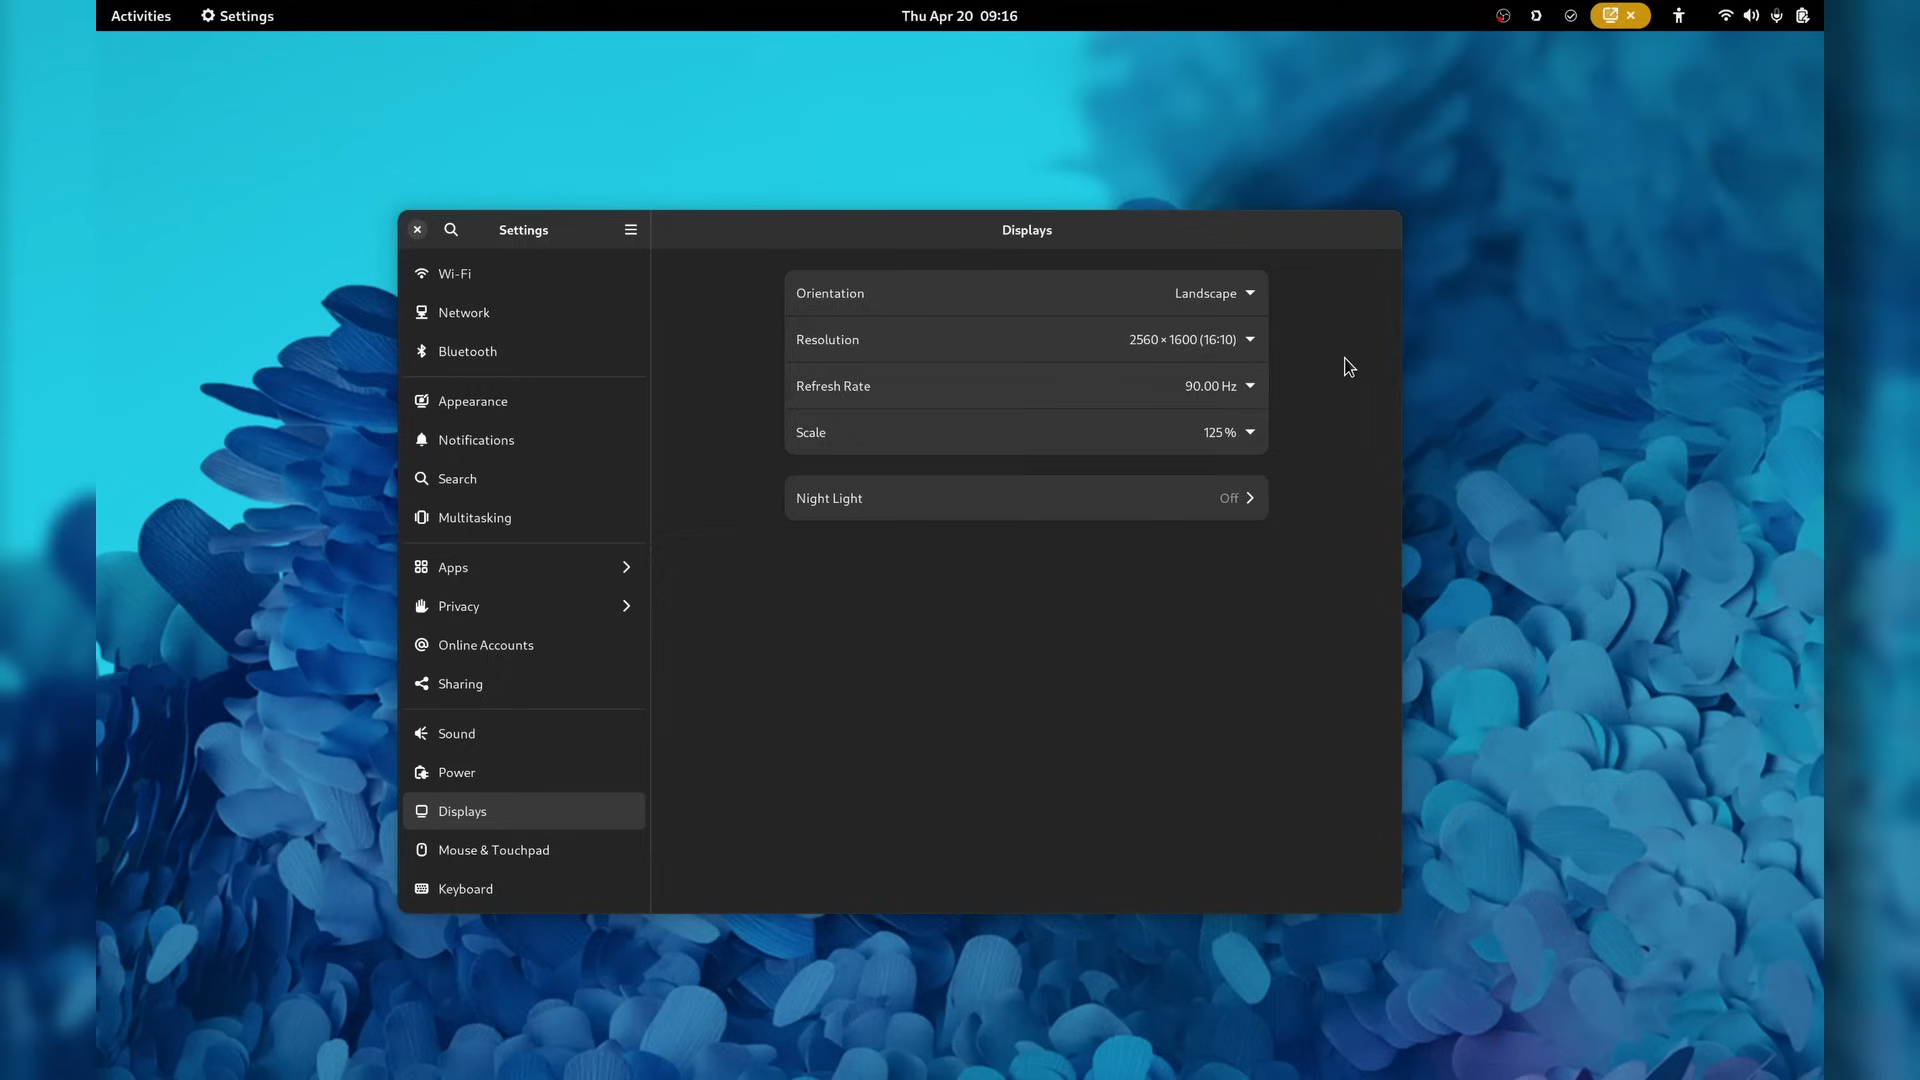 Activities Settings Thu Apr 20 09:16
Settings
Displays
Wi-Fi
Network
Bluetooth
Appearance
Notifications
Search
Multitasking
Apps
Privacy
Online Accounts
Sharing
Sound
Power
Displays
Mouse & Touchpad
Keyboard
Orientation Landscape
Resolution 2560 × 1600 (16:10)
Refresh Rate 90.00 Hz
Scale 125 %
Night Light Off